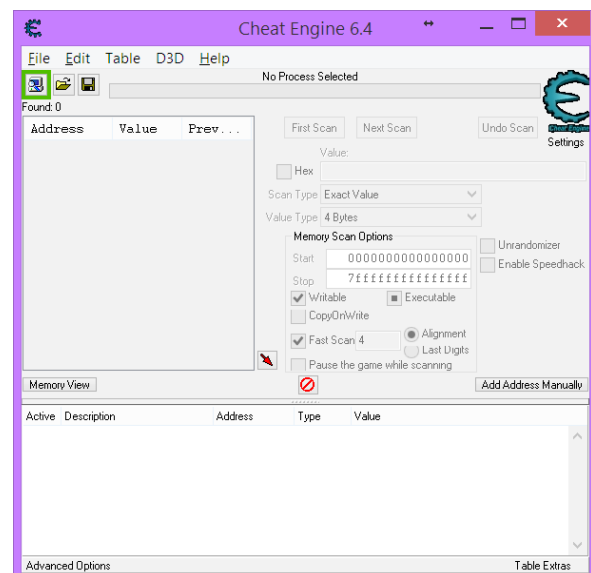 Cheat Engine 6.4
File Edit Table D3D Help
No Process Selected
Found: 0
Address Value Prev...
First Scan Next Scan Undo Scan
Cheat Engine
Settings
Value:
Hex
Scan Type Exact Value
Value Type 4 Bytes
Memory Scan Options
Start 0000000000000000
Stop 7fffffffffffffff
Unrandomizer
Enable Speedhack
Writable Executable
CopyOnWrite
Fast Scan 4 Alignment
Last Digits
Pause the game while scanning
Memory View Add Address Manually
Active Description Address Type Value
Advanced Options Table Extras